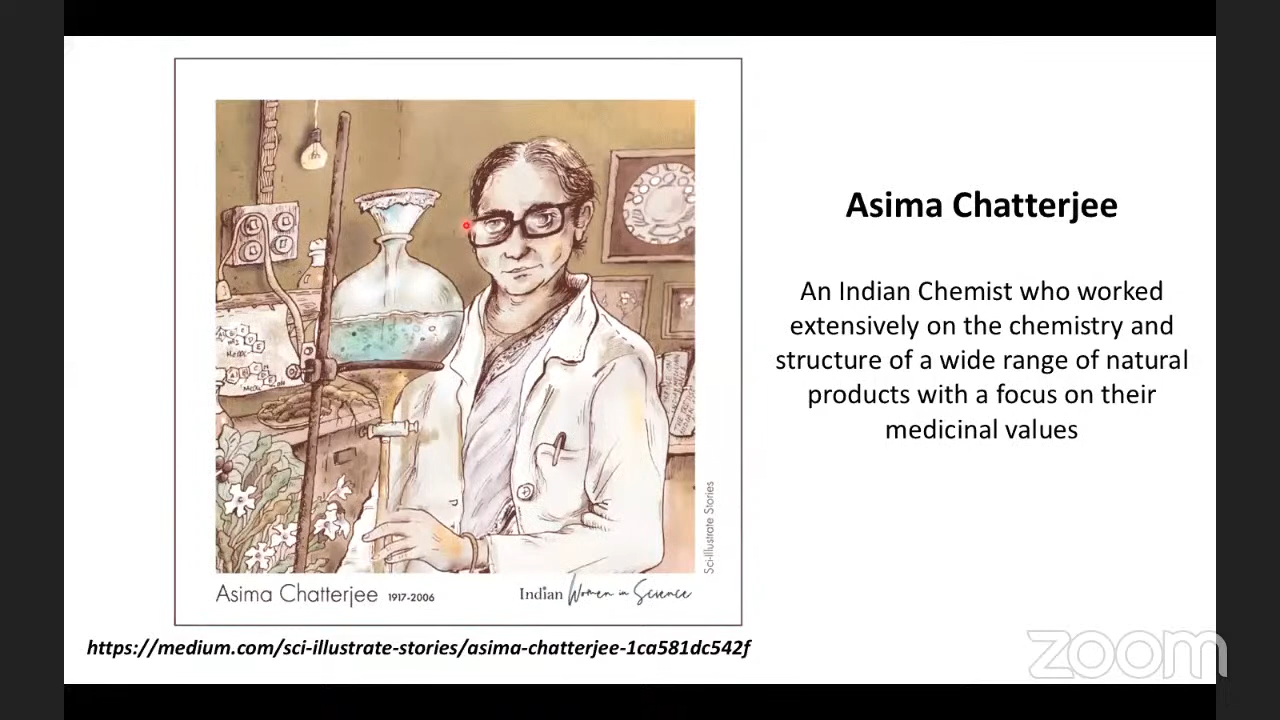 Asima Chatterjee
An Indian Chemist who worked
extensively on the chemistry and
structure of a wide range of natural
products with a focus on their
medicinal values
Sci-Illustrate Stories
Asima Chatterjee 1917-2006
Indian Women in Science
https://medium.com/sci-illustrate-stories/asima-chatterjee-1ca581dc542f
zoom